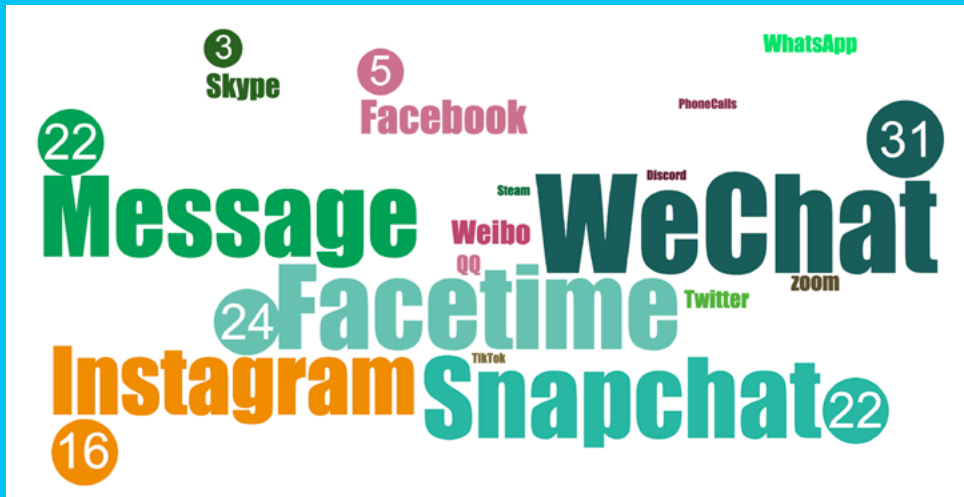 3
Skype
5
Facebook
WhatsApp
PhoneCalls
22
Message
31
WeChat
Discord
Steam
Weibo
QQ
zoom
24
Facetime
Twitter
Instagram
16
TikTok
Snapchat
22